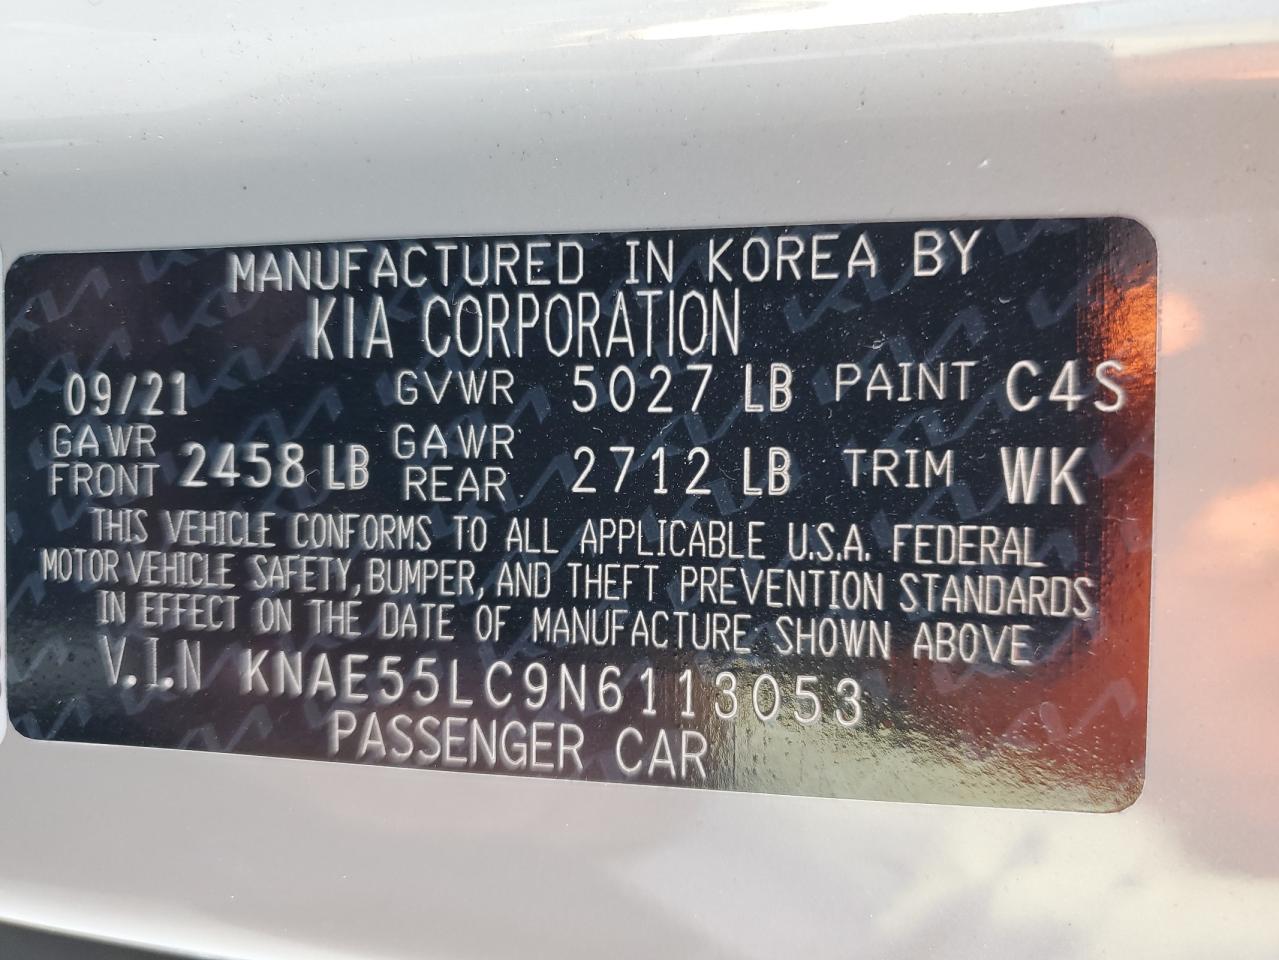 MANUFACTURED IN KOREA BY
KIA CORPORATION
09/21 GVWR 5027 LB PAINT C4S
GAWR FRONT 2458 LB GAWR REAR 2712 LB TRIM WK
THIS VEHICLE CONFORMS TO ALL APPLICABLE U.S.A. FEDERAL
MOTOR VEHICLE SAFETY, BUMPER, AND THEFT PREVENTION STANDARDS
IN EFFECT ON THE DATE OF MANUFACTURE SHOWN ABOVE
V.I.N KNAE55LC9N6113053
PASSENGER CAR